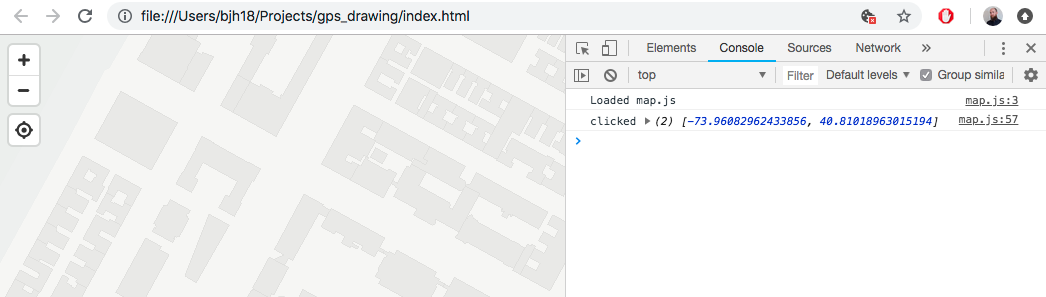 file:///Users/bjh18/Projects/gps_drawing/index.html
Elements Console Sources Network »
top Filter Default levels Group simila
Loaded map.js map.js:3
clicked (2) [-73.96082962433856, 40.81018963015194] map.js:57